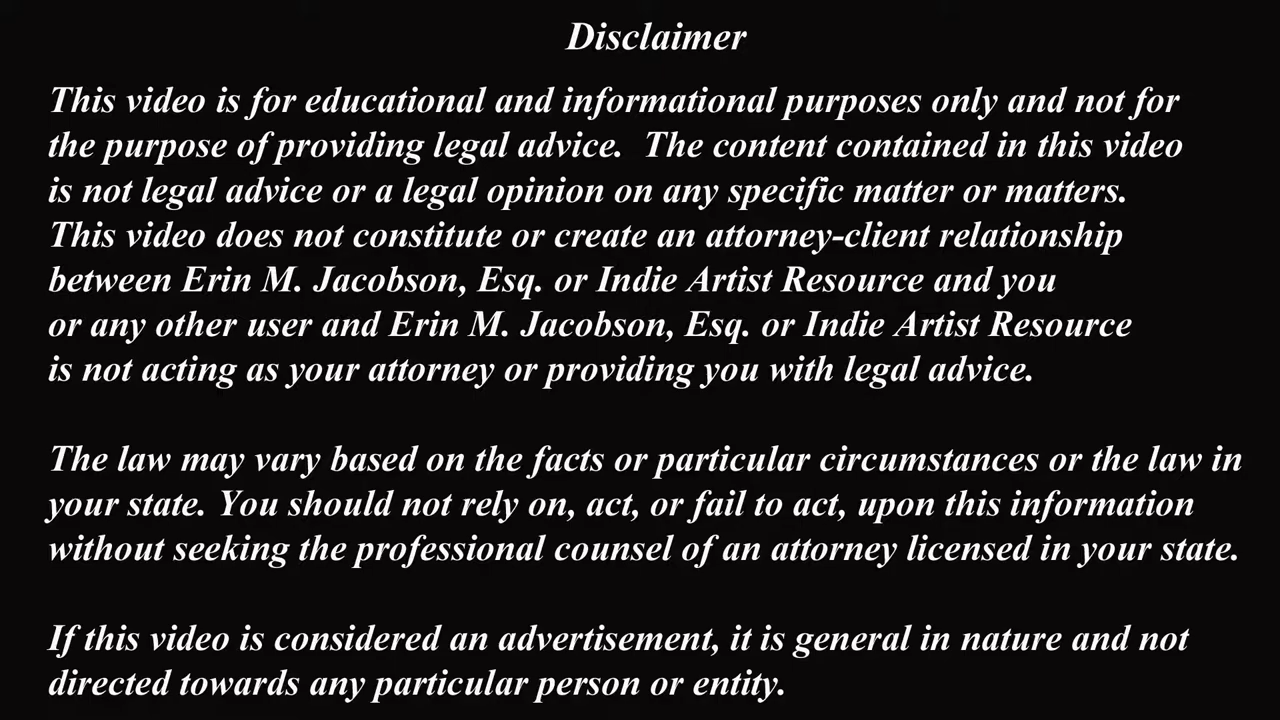 Disclaimer
This video is for educational and informational purposes only and not for
the purpose of providing legal advice.  The content contained in this video
is not legal advice or a legal opinion on any specific matter or matters.
This video does not constitute or create an attorney-client relationship
between Erin M. Jacobson, Esq. or Indie Artist Resource and you
or any other user and Erin M. Jacobson, Esq. or Indie Artist Resource
is not acting as your attorney or providing you with legal advice.
The law may vary based on the facts or particular circumstances or the law in
your state. You should not rely on, act, or fail to act, upon this information
without seeking the professional counsel of an attorney licensed in your state.
If this video is considered an advertisement, it is general in nature and not
directed towards any particular person or entity.